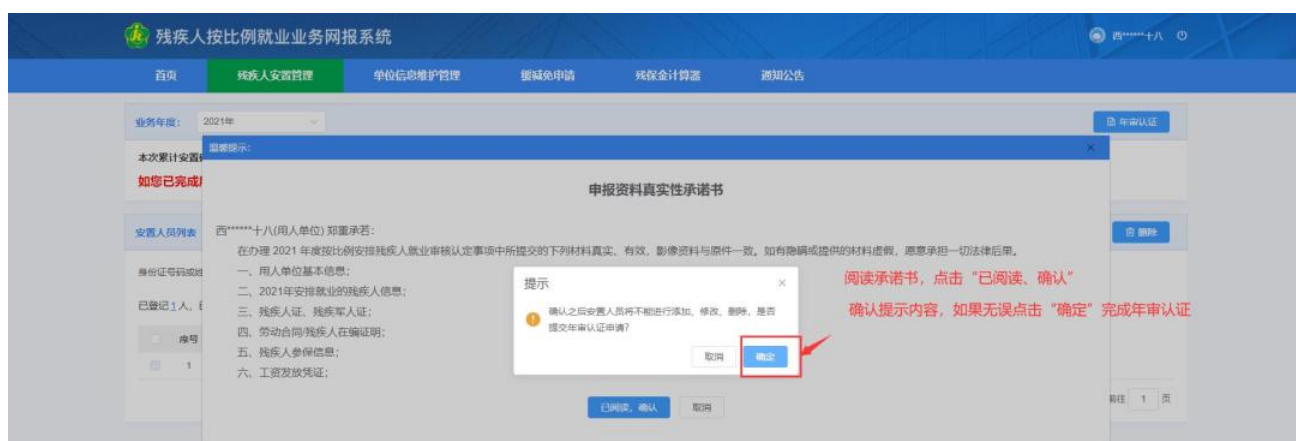 残疾人按比例就业业务网报系统
西******十八
首页 残疾人安置管理 单位信息维护管理 缓减免申请 残保金计算器 通知公告
业务年度： 2021年 年审认证
本次累计安置
温馨提示：
如您已完成
申报资料真实性承诺书
安置人员列表 删除
西******十八(用人单位) 郑重承若：
在办理 2021 年度按比例安排残疾人就业审核认定事项中所提交的下列材料真实、有效，影像资料与原件一致。如有隐瞒或提供的材料虚假，愿意承担一切法律后果。
身份证号码或姓
一、用人单位基本信息；
二、2021年安排就业的残疾人信息；
已登记1人，
三、残疾人证、残疾军人证；
四、劳动合同/残疾人在编证明；
序号
五、残疾人参保信息；
1
六、工资发放凭证；
提示
确认之后安置人员将不能进行添加、修改、删除，是否
提交年审认证申请？
取消 确定
阅读承诺书，点击“已阅读、确认”
确认提示内容，如果无误点击“确定”完成年审认证
已阅读，确认 取消
前往 1 页